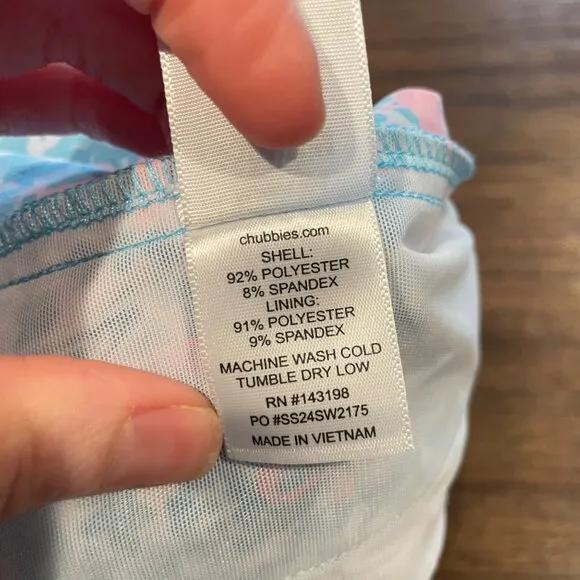 chubbies.com
SHELL:
92% POLYESTER
8% SPANDEX
LINING:
91% POLYESTER
9% SPANDEX
MACHINE WASH COLD
TUMBLE DRY LOW
RN #143198
PO #SS24SW2175
MADE IN VIETNAM